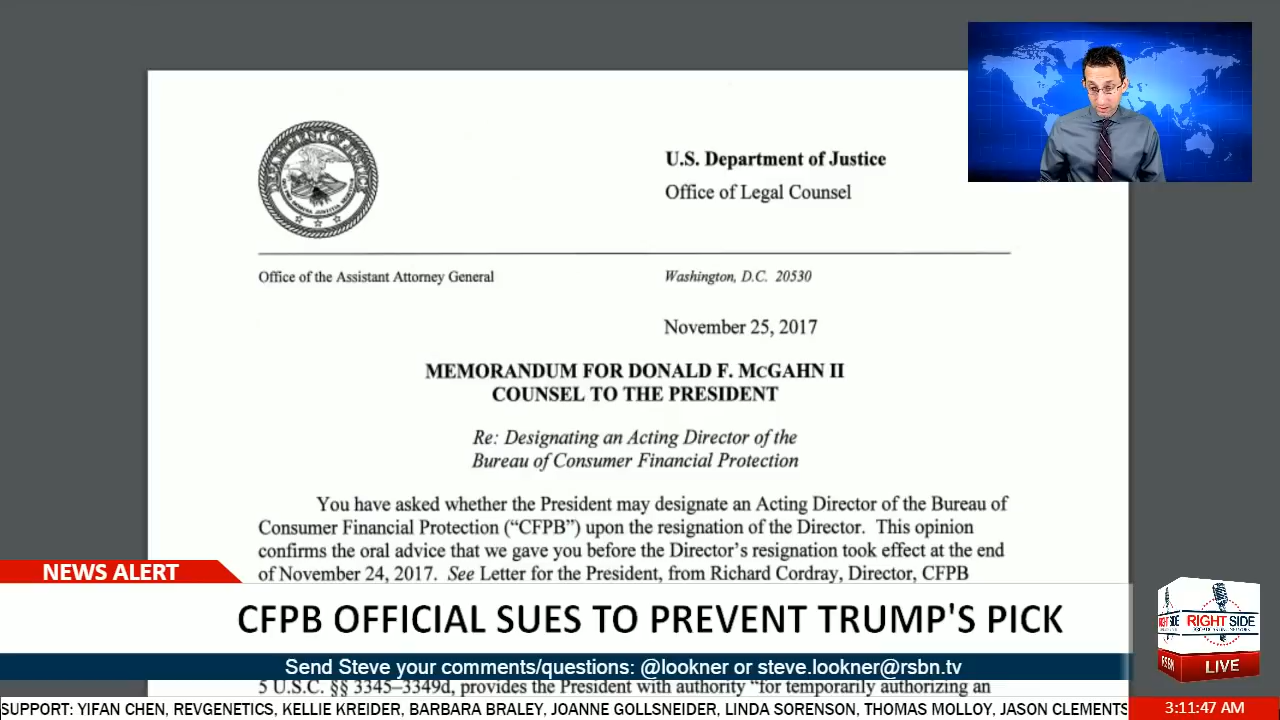 U.S. Department of Justice
Office of Legal Counsel
Office of the Assistant Attorney General
Washington, D.C. 20530
November 25, 2017
MEMORANDUM FOR DONALD F. McGAHN II
COUNSEL TO THE PRESIDENT
Re: Designating an Acting Director of the
Bureau of Consumer Financial Protection
You have asked whether the President may designate an Acting Director of the Bureau of
Consumer Financial Protection (“CFPB”) upon the resignation of the Director. This opinion
confirms the oral advice that we gave you before the Director’s resignation took effect at the end
of November 24, 2017. See Letter for the President, from Richard Cordray, Director, CFPB
NEWS ALERT
CFPB OFFICIAL SUES TO PREVENT TRUMP'S PICK
Send Steve your comments/questions: @lookner or steve.lookner@rsbn.tv
5 U.S.C. §§ 3345–3349d, provides the President with authority “for temporarily authorizing an
SUPPORT: YIFAN CHEN, REVGENETICS, KELLIE KREIDER, BARBARA BRALEY, JOANNE GOLLSNEIDER, LINDA SORENSON, THOMAS MOLLOY, JASON CLEMENTS
RIGHT SIDE
BROADCASTING NETWORK
RSBN
LIVE
3:11:47 AM